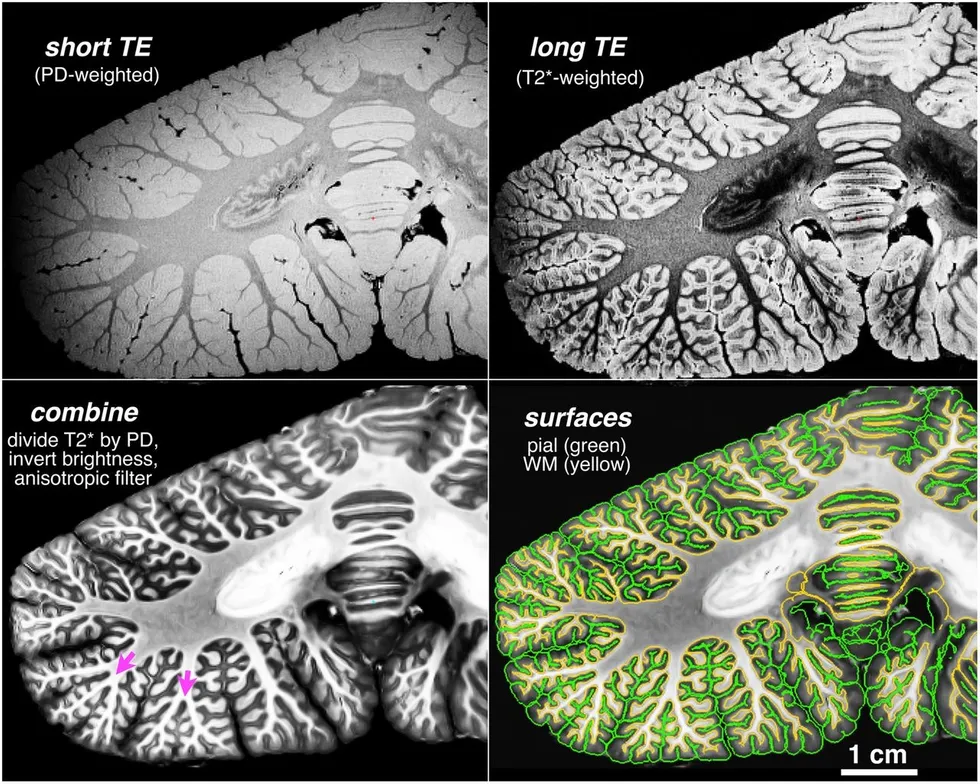 short TE
(PD-weighted)
long TE
(T2*-weighted)
combine
divide T2* by PD,
invert brightness,
anisotropic filter
surfaces
pial (green)
WM (yellow)
1 cm